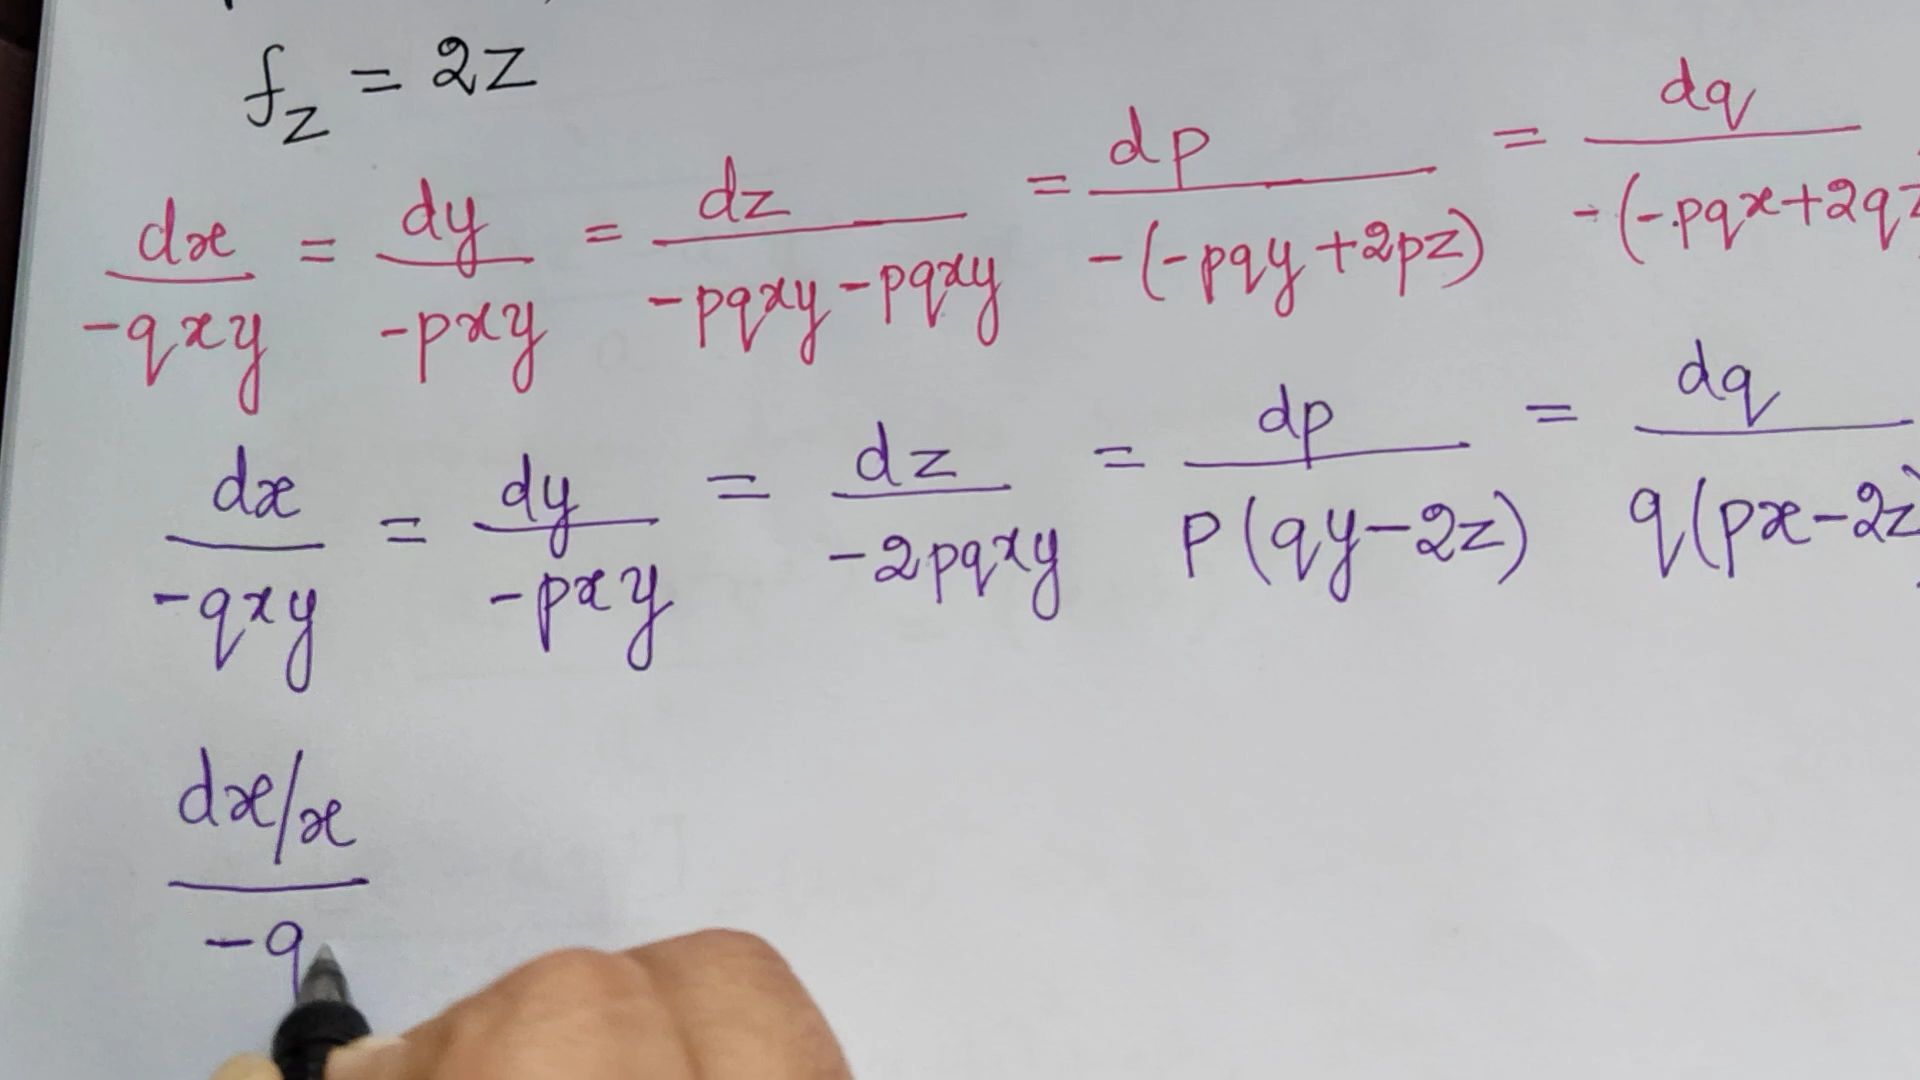 f_z = 2z
dx/-qxy = dy/-pxy = dz/-pqxy-pqxy = dp/-(-pqy+2pz) = dq/-(-pqx+2qz
dx/-qxy = dy/-pxy = dz/-2pqxy = dp/p(qy-2z) = dq/q(px-2z)
dx/x
-q